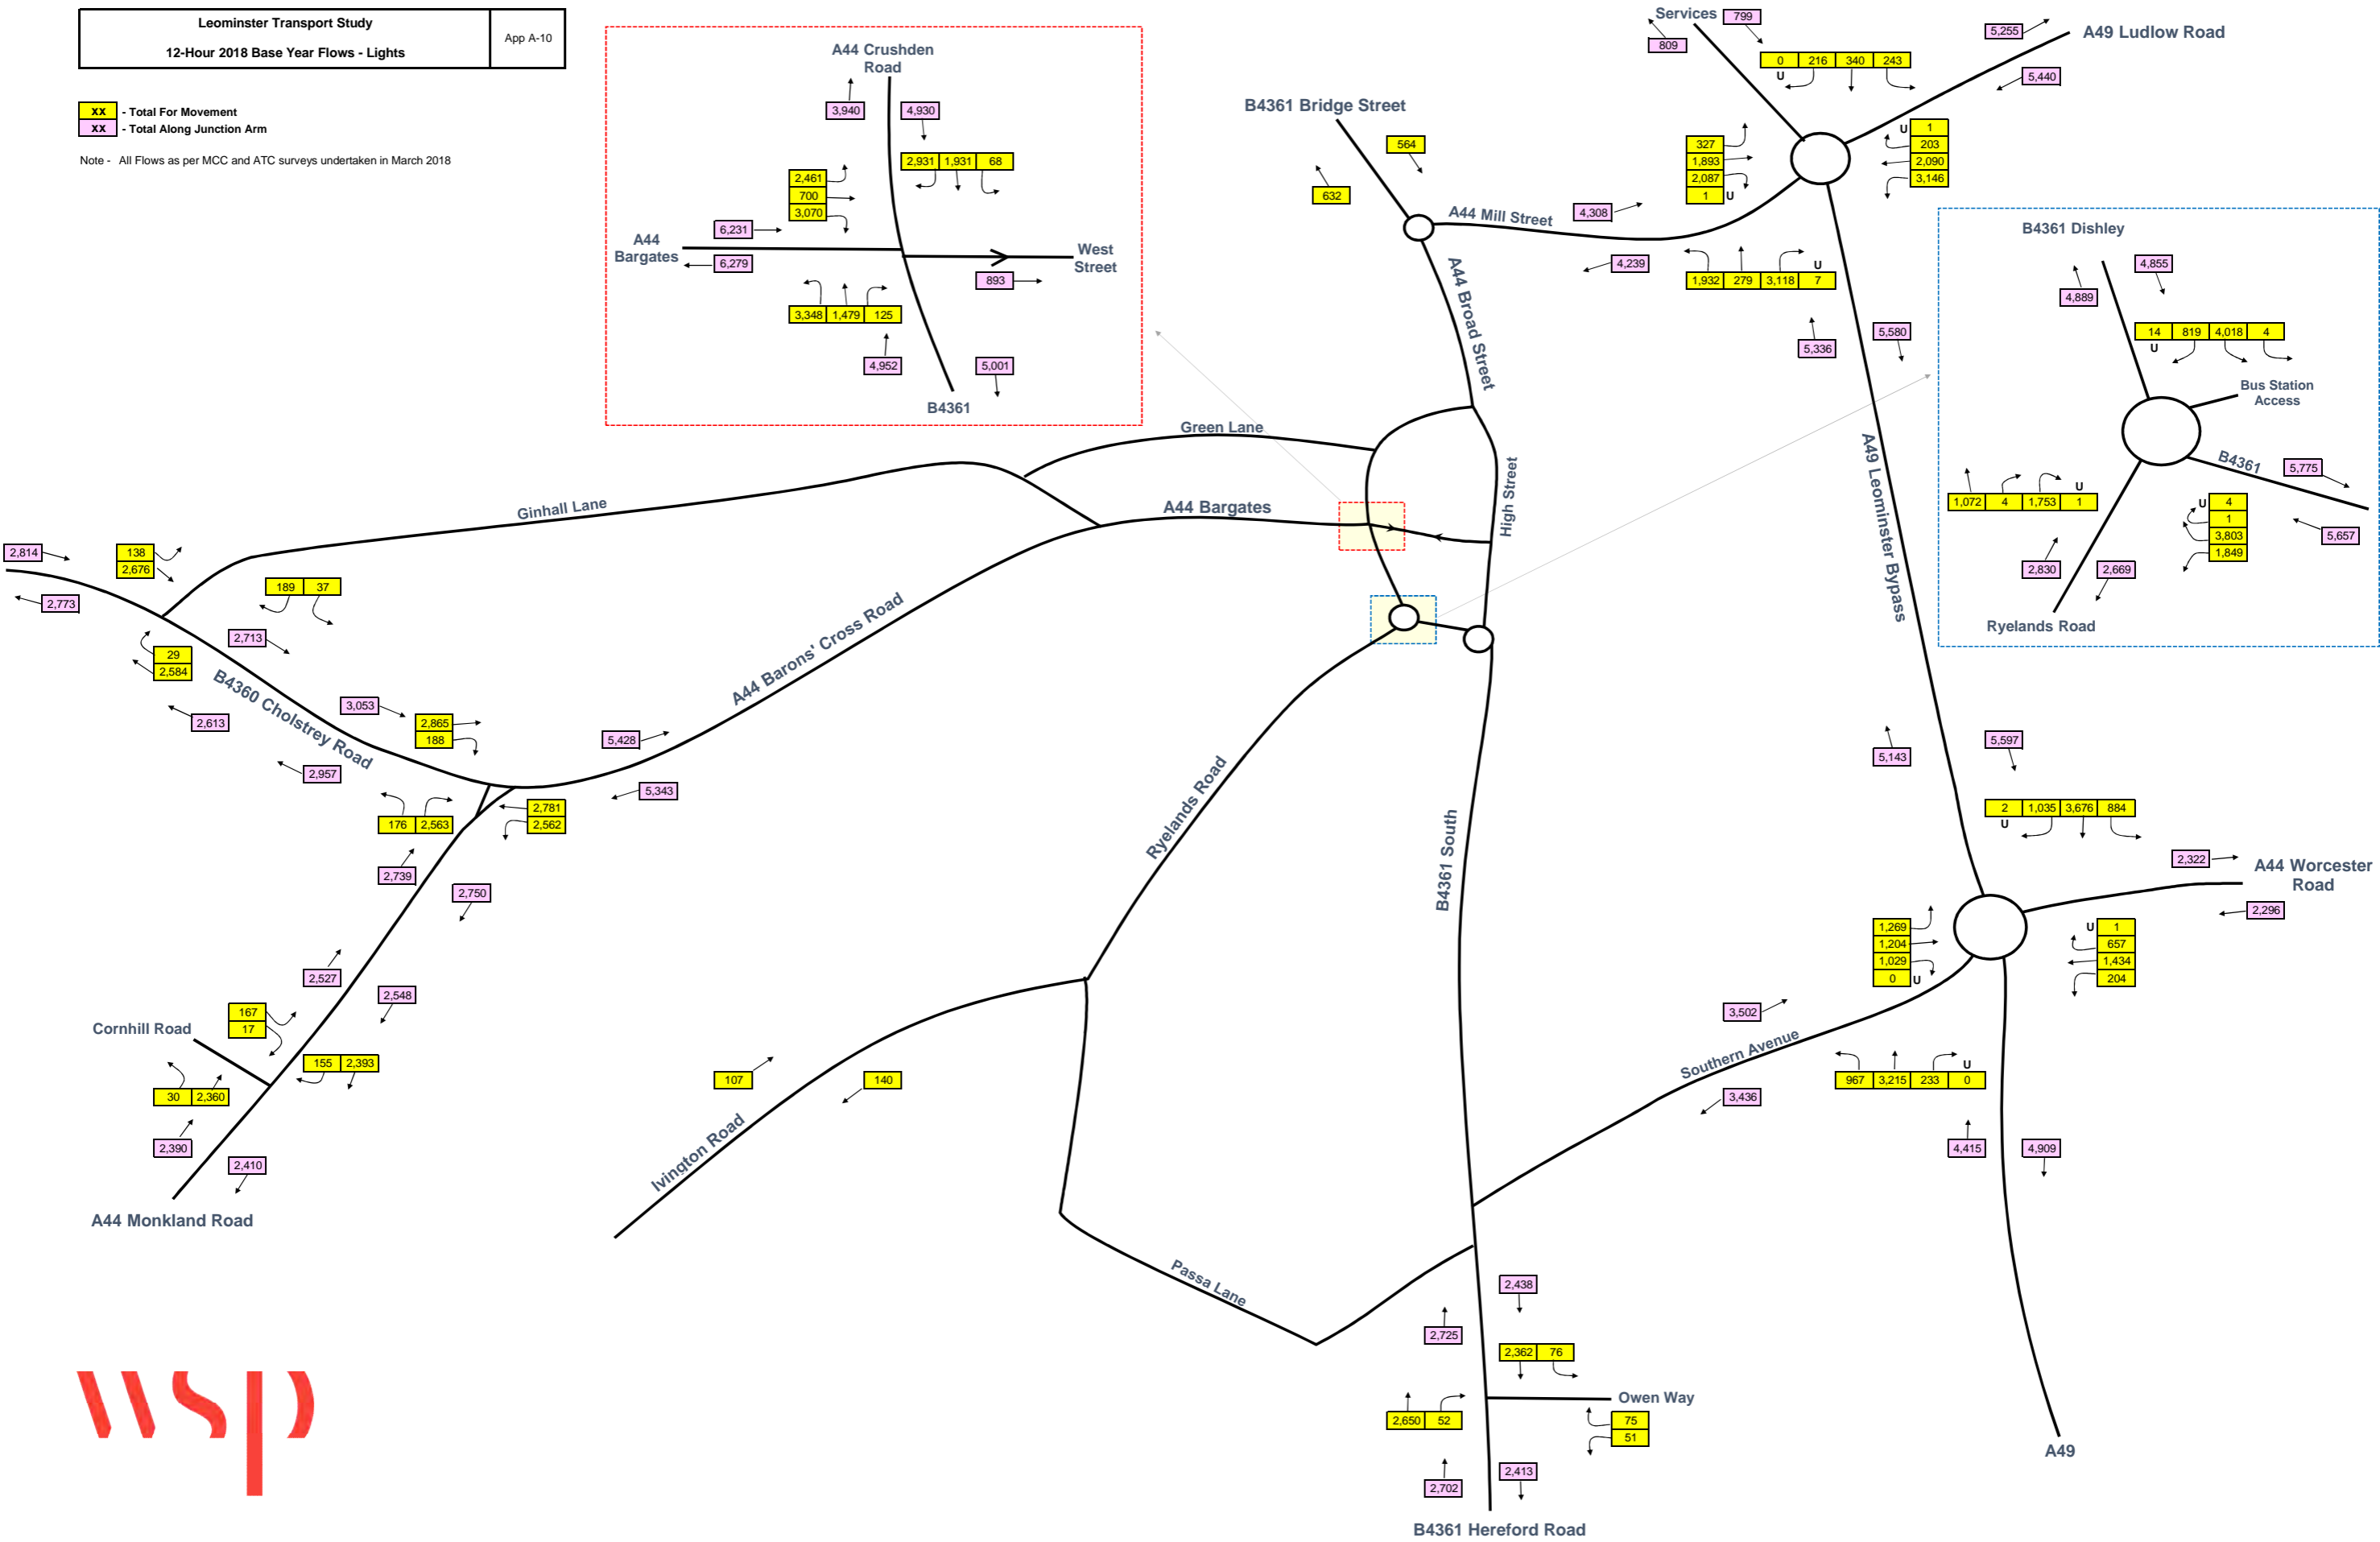 Leominster Transport Study
12-Hour 2018 Base Year Flows - Lights
App A-10
xx - Total For Movement
xx - Total Along Junction Arm
Note - All Flows as per MCC and ATC surveys undertaken in March 2018
A44 Crushden
Road
3,940
4,930
2,931 1,931 68
2,461
700
3,070
6,231
A44
Bargates
6,279
West
Street
893
3,348 1,479 125
4,952
5,001
B4361
Services
799
809
0 216 340 243
U
5,255
A49 Ludlow Road
5,440
B4361 Bridge Street
564
632
327
1,893
2,087
1 U
U 1
203
2,090
3,146
A44 Mill Street
4,308
4,239
U
1,932 279 3,118 7
5,336
5,580
A44 Broad Street
B4361 Dishley
4,855
4,889
14 819 4,018 4
U
Bus Station
Access
B4361
5,775
U
1,072 4 1,753 1
U 4
1
3,803
1,849
5,657
2,830
2,669
Ryelands Road
Green Lane
High Street
A49 Leominster Bypass
Ginhall Lane
A44 Bargates
2,814
138
2,676
189 37
2,773
2,713
29
2,584
B4360 Cholstrey Road
2,613
3,053
2,865
188
2,957
A44 Barons' Cross Road
5,428
5,343
176 2,563
2,781
2,562
2,739
2,750
2,527
2,548
Cornhill Road
167
17
155 2,393
30 2,360
2,390
2,410
A44 Monkland Road
Ryelands Road
B4361 South
107
140
Ivington Road
5,143
5,597
2 1,035 3,676 884
U
2,322
A44 Worcester
Road
2,296
1,269
1,204
1,029
0 U
U 1
657
1,434
204
3,502
Southern Avenue
3,436
U
967 3,215 233 0
4,415
4,909
A49
Passa Lane
2,438
2,725
2,362 76
Owen Way
2,650 52
75
51
2,702
2,413
B4361 Hereford Road
wsp